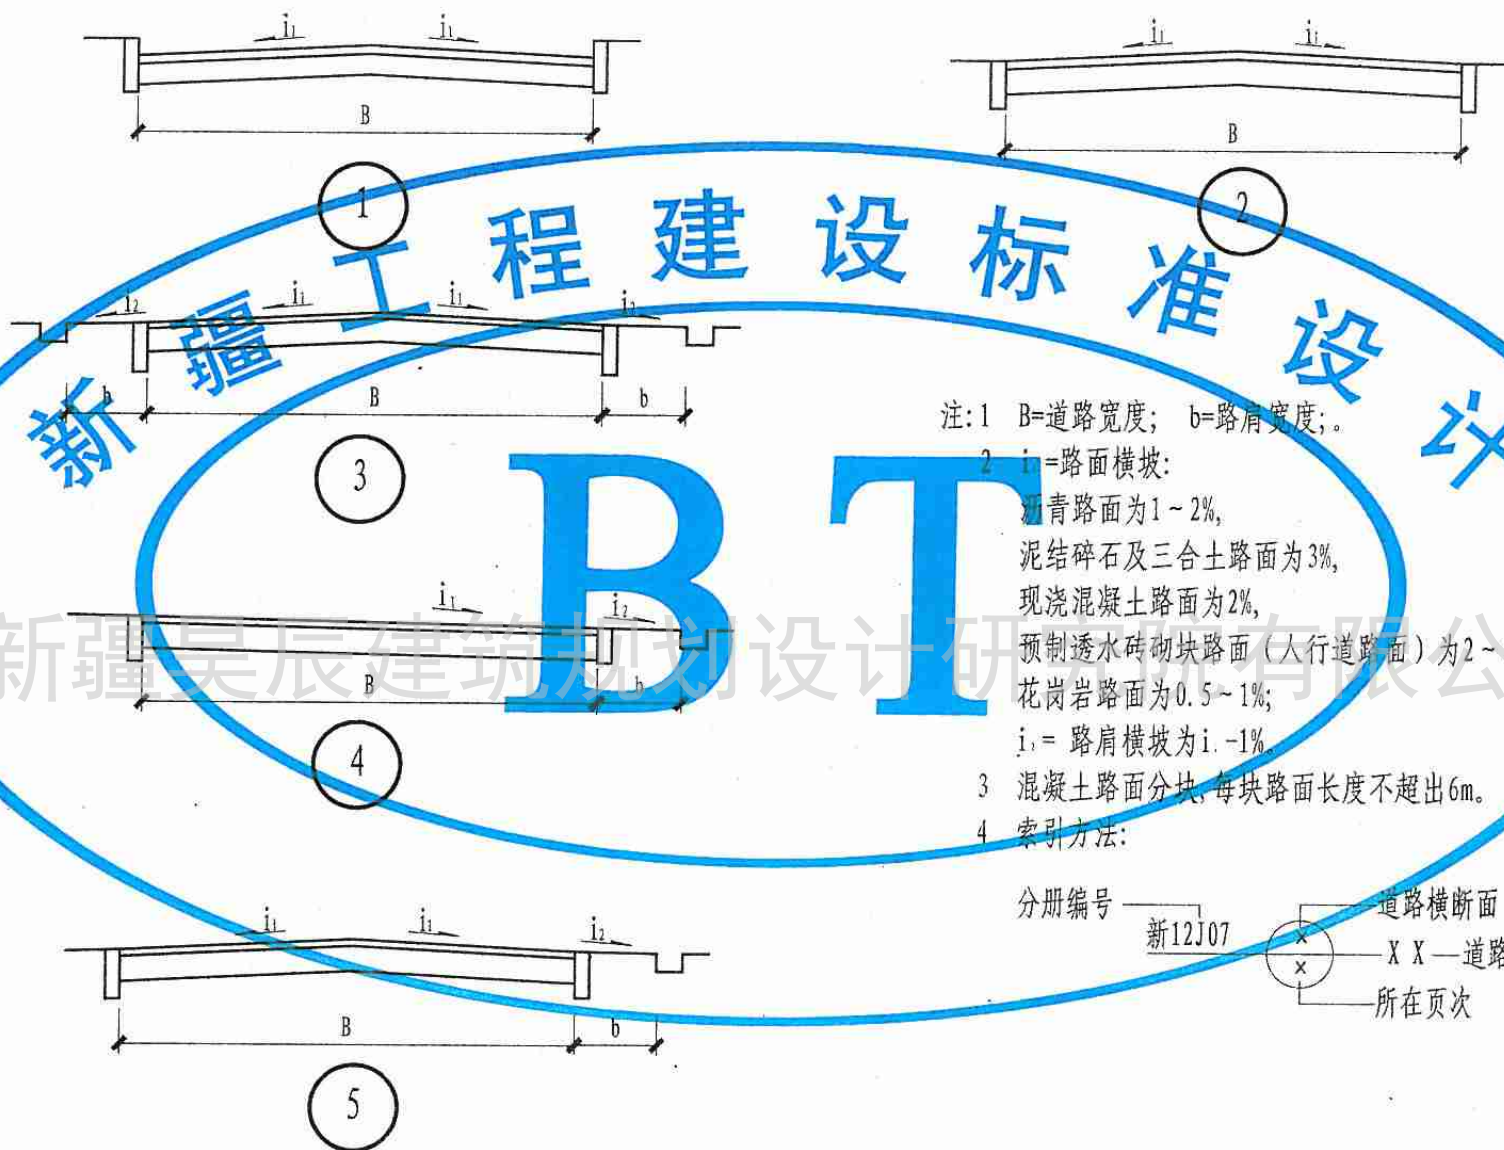 i₁ i₁
B
1
i₁ i₁
B
2
i₂ i₁ i₁ i₂
b B b
3
i₁ i₂
B b
4
i₁ i₁ i₂
B b
5
新疆工程建设标准设计
BT
新疆昊辰建筑规划设计研究院有限公
注:1 B=道路宽度; b=路肩宽度;。
2 i =路面横坡:
沥青路面为1~2%,
泥结碎石及三合土路面为3%,
现浇混凝土路面为2%,
预制透水砖砌块路面(人行道路面)为2~
花岗岩路面为0.5~1%;
i = 路肩横坡为i -1%。
3 混凝土路面分块,每块路面长度不超出6m。
4 索引方法:
分册编号
新12J07
道路横断面
X
X X—道路
X
所在页次